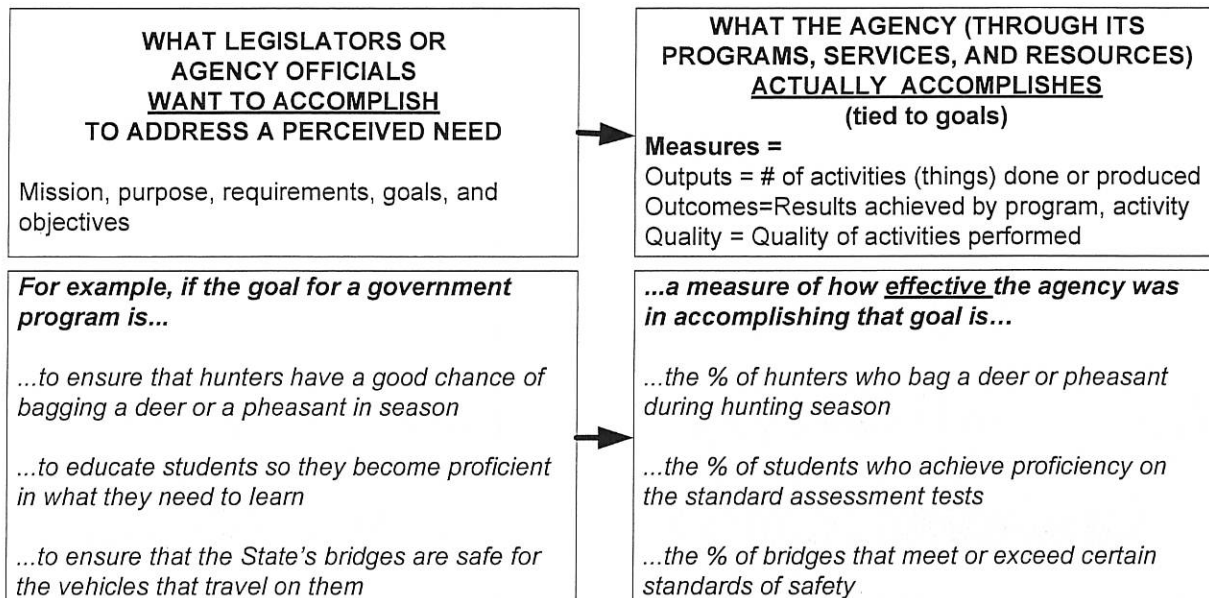 WHAT LEGISLATORS OR
AGENCY OFFICIALS
WANT TO ACCOMPLISH
TO ADDRESS A PERCEIVED NEED
Mission, purpose, requirements, goals, and
objectives
WHAT THE AGENCY (THROUGH ITS
PROGRAMS, SERVICES, AND RESOURCES)
ACTUALLY ACCOMPLISHES
(tied to goals)
Measures =
Outputs = # of activities (things) done or produced
Outcomes=Results achieved by program, activity
Quality = Quality of activities performed
For example, if the goal for a government
program is...
...to ensure that hunters have a good chance of
bagging a deer or a pheasant in season
...to educate students so they become proficient
in what they need to learn
...to ensure that the State's bridges are safe for
the vehicles that travel on them
...a measure of how effective the agency was
in accomplishing that goal is…
...the % of hunters who bag a deer or pheasant
during hunting season
...the % of students who achieve proficiency on
the standard assessment tests
...the % of bridges that meet or exceed certain
standards of safety